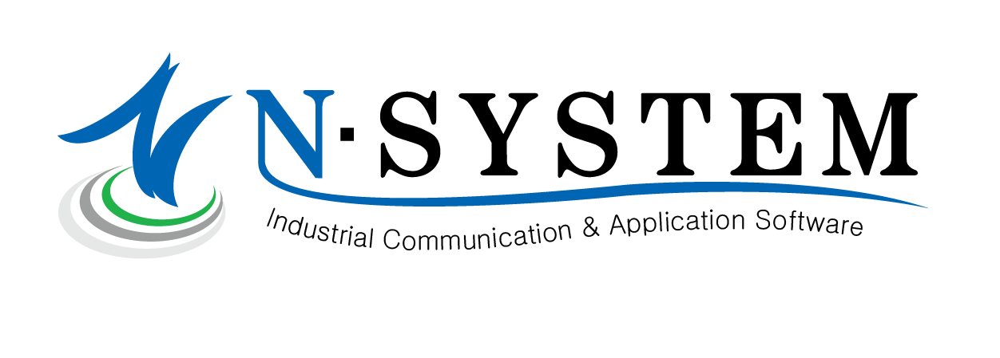 N·SYSTEM
Industrial Communication & Application Software